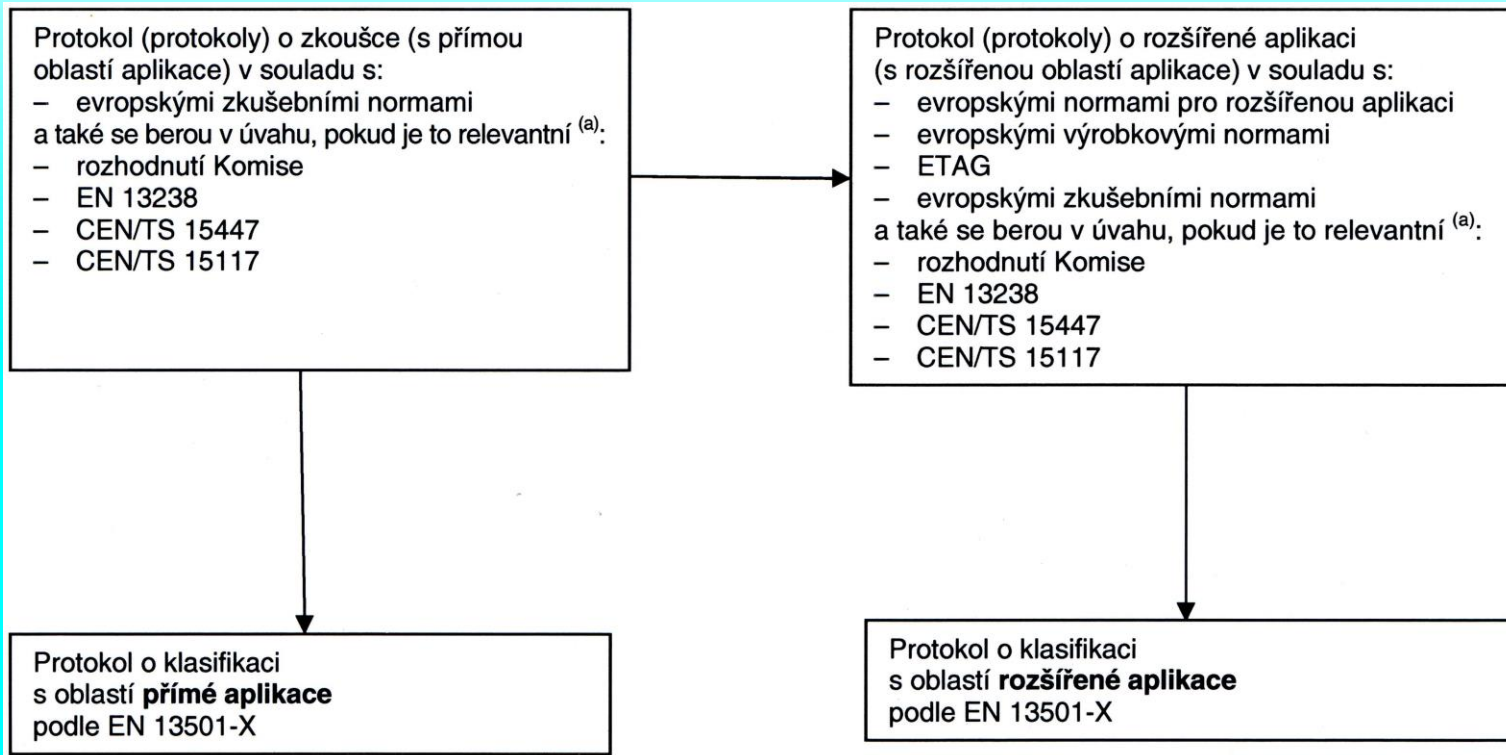 Protokol (protokoly) o zkoušce (s přímou
oblastí aplikace) v souladu s:
– evropskými zkušebními normami
a také se berou v úvahu, pokud je to relevantní (a):
– rozhodnutí Komise
– EN 13238
– CEN/TS 15447
– CEN/TS 15117
Protokol (protokoly) o rozšířené aplikaci
(s rozšířenou oblastí aplikace) v souladu s:
– evropskými normami pro rozšířenou aplikaci
– evropskými výrobkovými normami
– ETAG
– evropskými zkušebními normami
a také se berou v úvahu, pokud je to relevantní (a):
– rozhodnutí Komise
– EN 13238
– CEN/TS 15447
– CEN/TS 15117
Protokol o klasifikaci
s oblastí přímé aplikace
podle EN 13501-X
Protokol o klasifikaci
s oblastí rozšířené aplikace
podle EN 13501-X